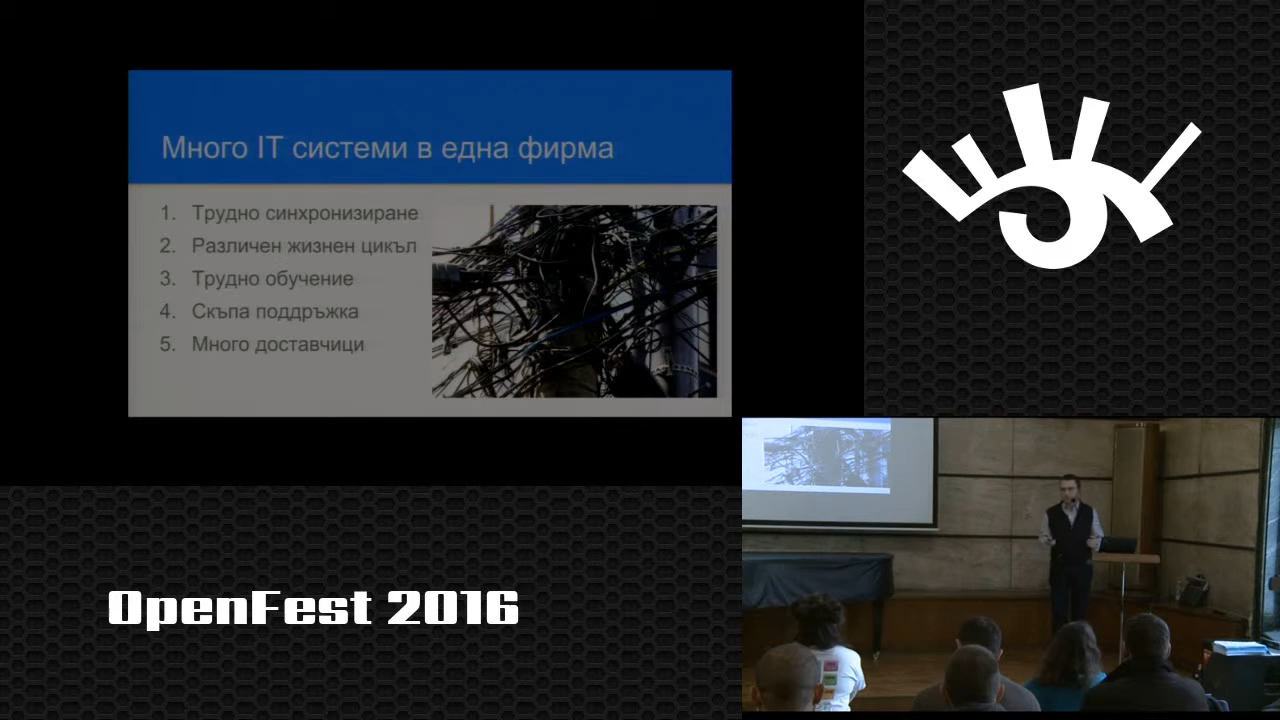 Много IT системи в една фирма
1. Трудно синхронизиране
2. Различен жизнен цикъл
3. Трудно обучение
4. Скъпа поддръжка
5. Много доставчици
OpenFest 2016